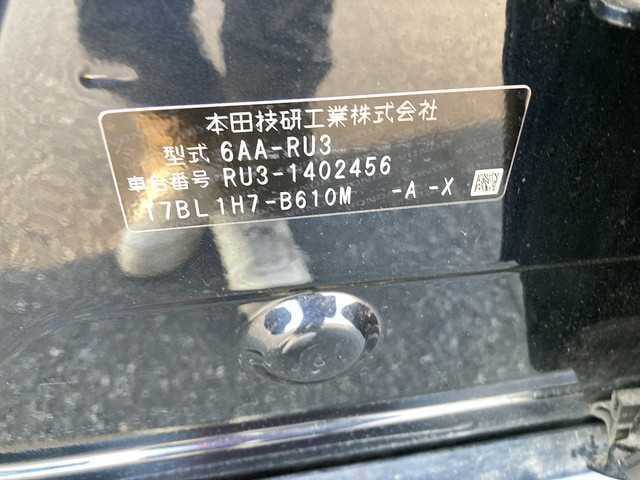 本田技研工業株式会社
型式 6AA-RU3
車台番号 RU3-1402456
17BL1H7-B610M -A -X